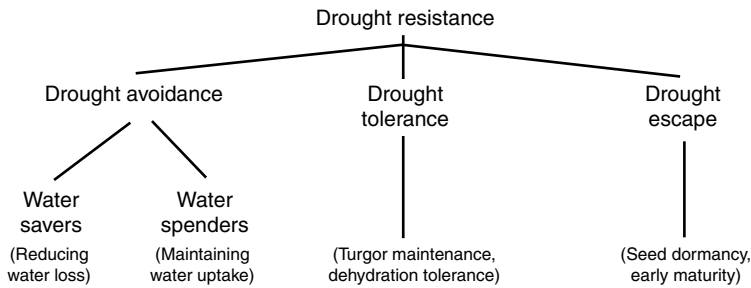 Drought resistance
Drought avoidance
Drought
tolerance
Drought
escape
Water
savers
(Reducing
water loss)
Water
spenders
(Maintaining
water uptake)
(Turgor maintenance,
dehydration tolerance)
(Seed dormancy,
early maturity)